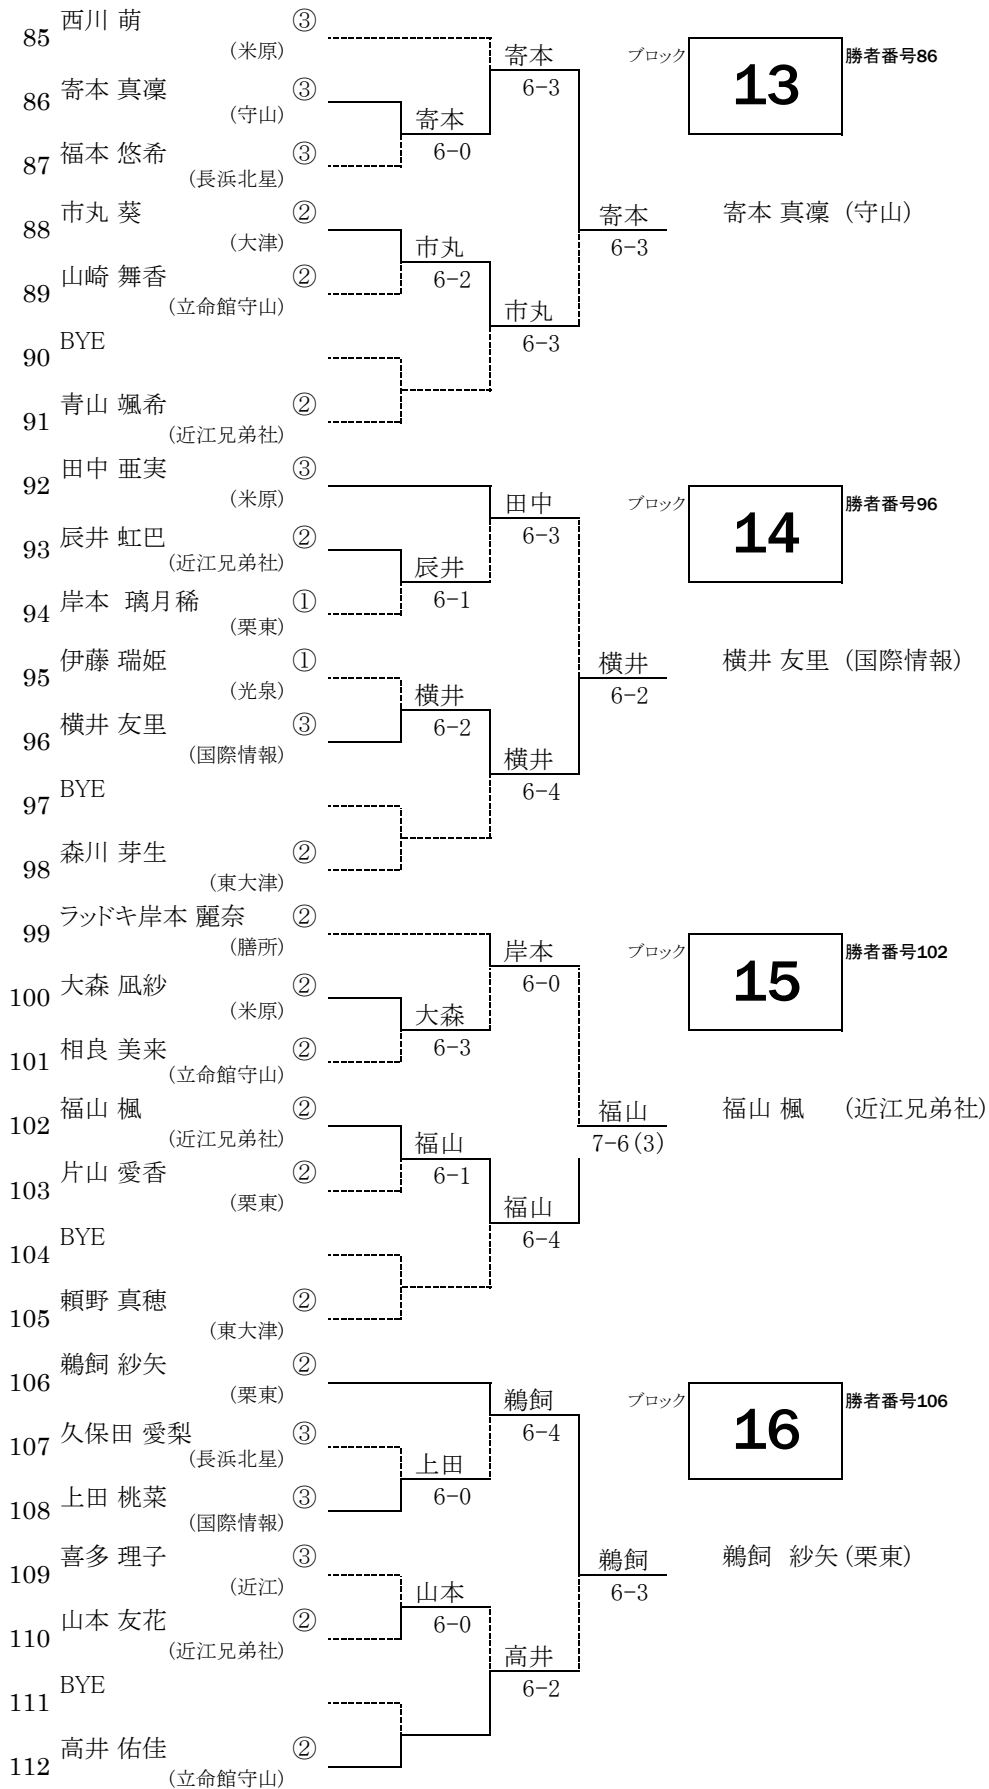 85 西川 萌 ③
(米原)
寄本
6-3
ブロック 13 勝者番号86
86 寄本 真凜 ③
(守山)
寄本
6-0
87 福本 悠希 ③
(長浜北星)
88 市丸 葵 ②
(大津)
寄本
6-3
寄本 真凜 (守山)
市丸
6-2
89 山崎 舞香 ②
(立命館守山)
市丸
6-3
90 BYE
91 青山 颯希 ②
(近江兄弟社)
92 田中 亜実 ③
(米原)
田中
6-3
ブロック 14 勝者番号96
93 辰井 虹巴 ②
(近江兄弟社)
辰井
6-1
94 岸本 璃月稀 ①
(栗東)
95 伊藤 瑞姫 ①
(光泉)
横井
6-2
横井 友里 (国際情報)
横井
6-2
96 横井 友里 ③
(国際情報)
横井
6-4
97 BYE
98 森川 芽生 ②
(東大津)
99 ラッドキ岸本 麗奈 ②
(膳所)
岸本
6-0
ブロック 15 勝者番号102
100 大森 凪紗 ②
(米原)
大森
6-3
101 相良 美来 ②
(立命館守山)
102 福山 楓 ②
(近江兄弟社)
福山
7-6(3)
福山 楓 (近江兄弟社)
福山
6-1
103 片山 愛香 ②
(栗東)
福山
6-4
104 BYE
105 頼野 真穂 ②
(東大津)
106 鵜飼 紗矢 ②
(栗東)
鵜飼
6-4
ブロック 16 勝者番号106
107 久保田 愛梨 ③
(長浜北星)
上田
6-0
108 上田 桃菜 ③
(国際情報)
109 喜多 理子 ③
(近江)
鵜飼
6-3
鵜飼 紗矢 (栗東)
山本
6-0
110 山本 友花 ②
(近江兄弟社)
高井
6-2
111 BYE
112 高井 佑佳 ②
(立命館守山)